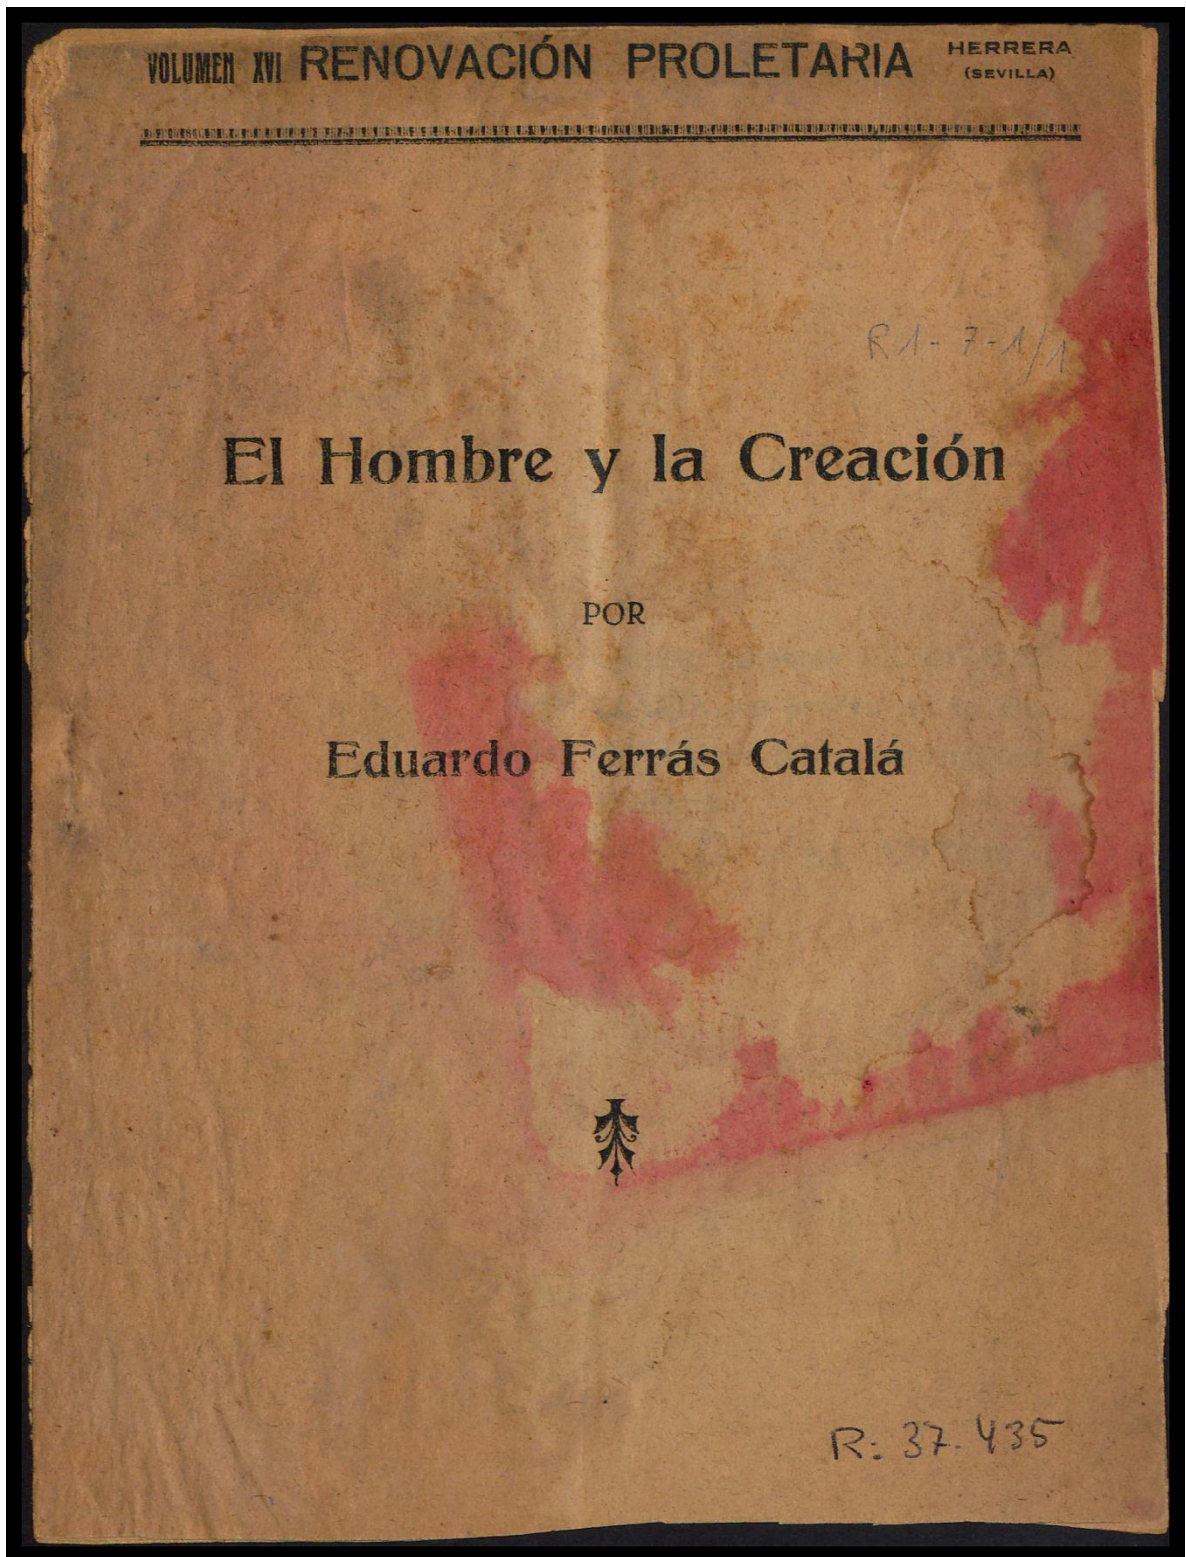 VOLUMEN XVI RENOVACIÓN PROLETARIA HERRERA
(SEVILLA)
R1-7-1/1
El Hombre y la Creación
POR
Eduardo Ferrás Catalá
R: 37.435